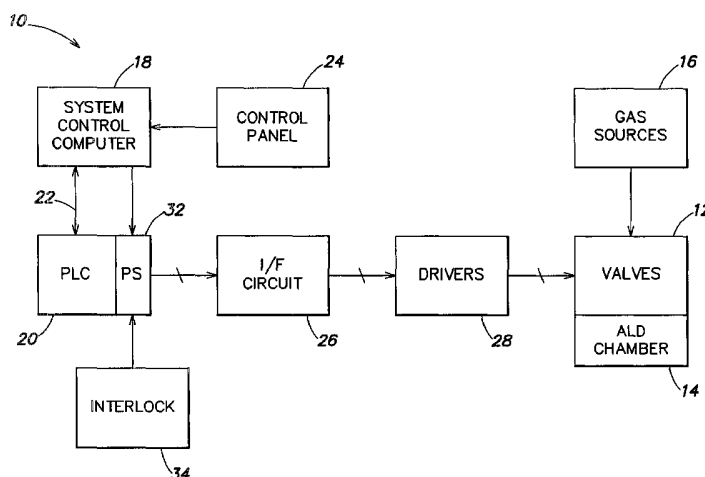 10
18
24
16
SYSTEM
CONTROL
COMPUTER
CONTROL
PANEL
GAS
SOURCES
22
32
12
PLC
PS
I/F
CIRCUIT
DRIVERS
VALVES
ALD
CHAMBER
20
26
28
14
INTERLOCK
34